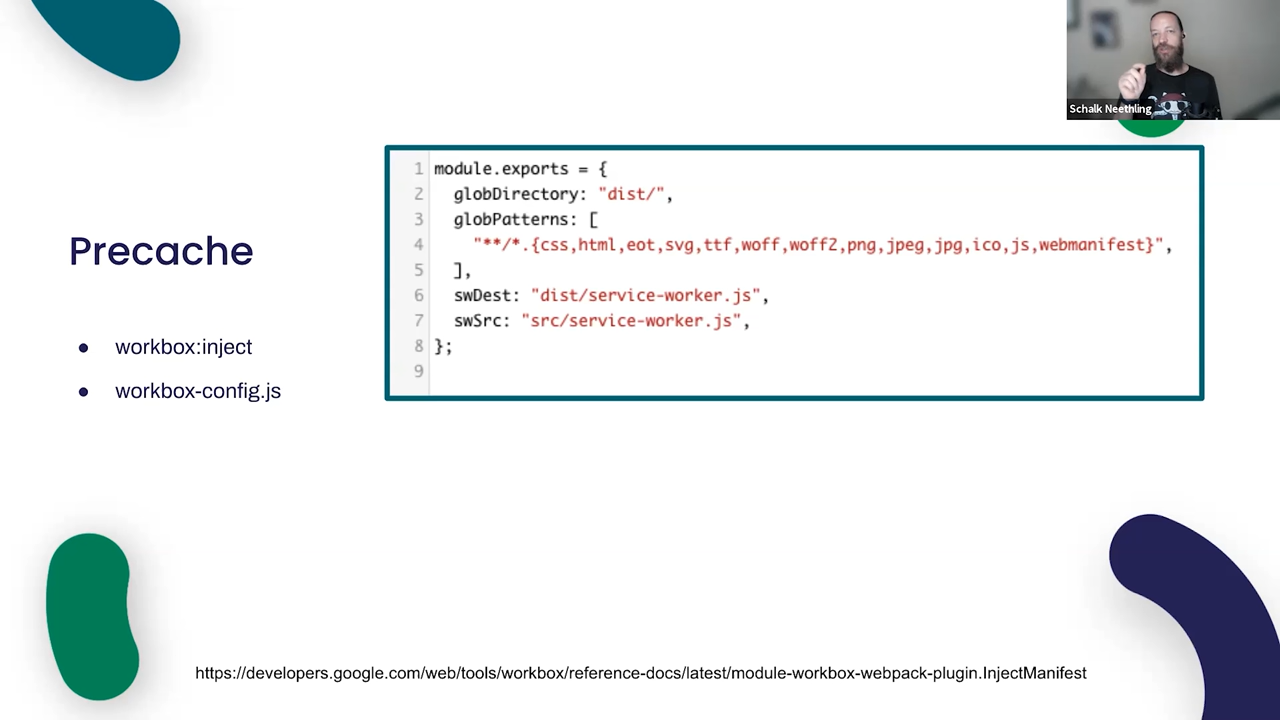 Schalk Neethling
Precache
workbox:inject
workbox-config.js
1 module.exports = {
2 globDirectory: "dist/",
3 globPatterns: [
4 "**/*.{css,html,eot,svg,ttf,woff,woff2,png,jpeg,jpg,ico,js,webmanifest}",
5 ],
6 swDest: "dist/service-worker.js",
7 swSrc: "src/service-worker.js",
8 };
9
https://developers.google.com/web/tools/workbox/reference-docs/latest/module-workbox-webpack-plugin.InjectManifest